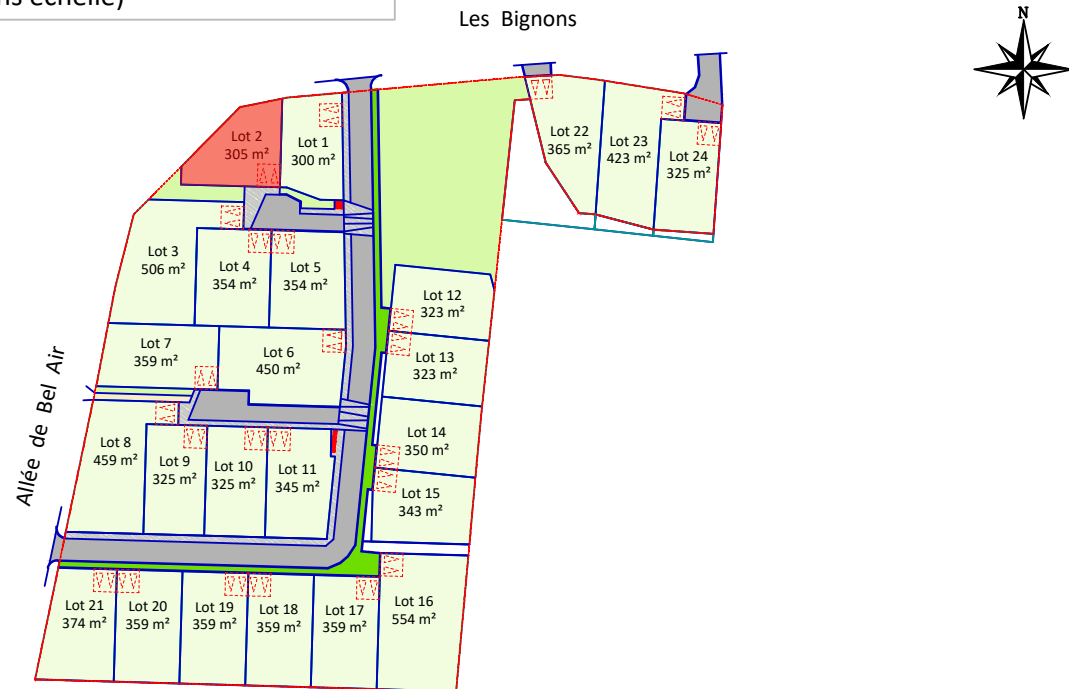 ns échelle)
Les Bignons
N
Lot 2
305 m²
Lot 1
300 m²
Lot 22
365 m²
Lot 23
423 m²
Lot 24
325 m²
Lot 3
506 m²
Lot 4
354 m²
Lot 5
354 m²
Lot 12
323 m²
Lot 7
359 m²
Lot 6
450 m²
Lot 13
323 m²
Allée de Bel Air
Lot 8
459 m²
Lot 9
325 m²
Lot 10
325 m²
Lot 11
345 m²
Lot 14
350 m²
Lot 15
343 m²
Lot 21
374 m²
Lot 20
359 m²
Lot 19
359 m²
Lot 18
359 m²
Lot 17
359 m²
Lot 16
554 m²